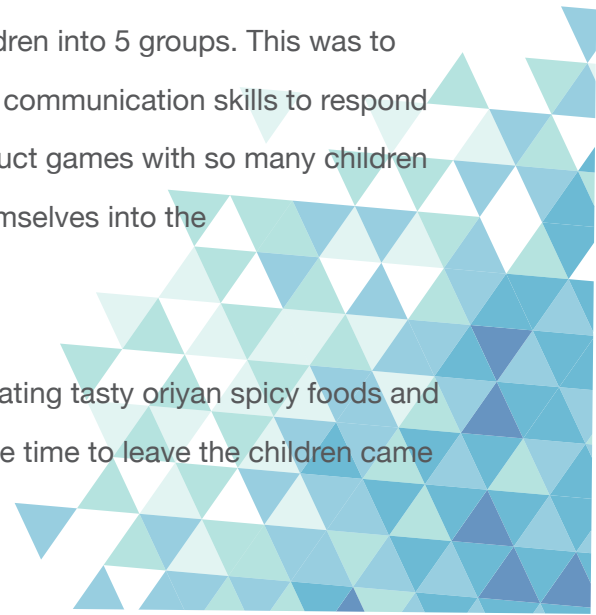 dren into 5 groups. This was to
communication skills to respond
uct games with so many children
mselves into the
ating tasty oriyan spicy foods and
e time to leave the children came